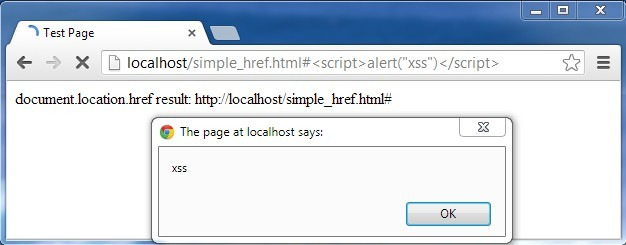 Test Page
localhost/simple_href.html#<script>alert("xss")</script>
document.location.href result: http://localhost/simple_href.html#
The page at localhost says:
xss
OK